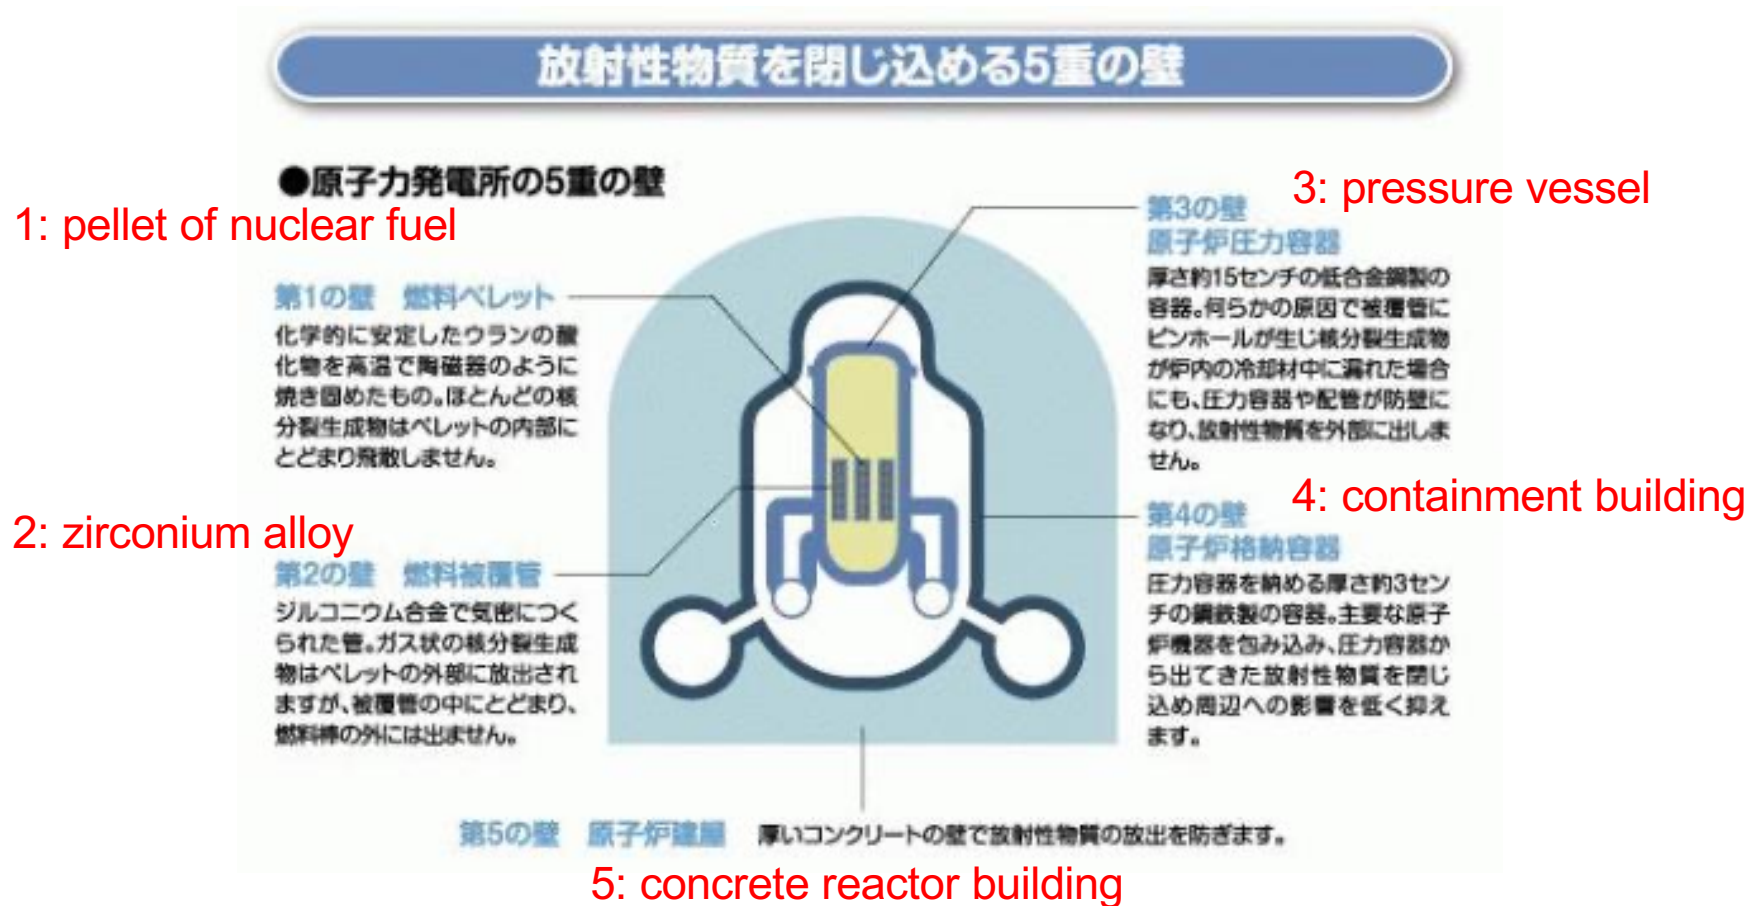 放射性物質を閉じ込める5重の壁
●原子力発電所の5重の壁
1: pellet of nuclear fuel
第1の壁 燃料ペレット
化学的に安定したウランの酸
化物を高温で陶磁器のように
焼き固めたもの。ほとんどの核
分裂生成物はペレットの内部に
とどまり飛散しません。
2: zirconium alloy
第2の壁 燃料被覆管
ジルコニウム合金で気密につく
られた管。ガス状の核分裂生成
物はペレットの外部に放出され
ますが、被覆管の中にとどまり、
燃料棒の外には出ません。
3: pressure vessel
第3の壁
原子炉圧力容器
厚さ約15センチの低合金鋼製の
容器。何らかの原因で被覆管に
ピンホールが生じ核分裂生成物
が炉内の冷却材中に漏れた場合
にも、圧力容器や配管が防壁に
なり、放射性物質を外部に出しま
せん。
4: containment building
第4の壁
原子炉格納容器
圧力容器を納める厚さ約3セン
チの鋼鉄製の容器。主要な原子
炉機器を包み込み、圧力容器か
ら出てきた放射性物質を閉じ
込め周辺への影響を低く抑え
ます。
第5の壁 原子炉建屋 厚いコンクリートの壁で放射性物質の放出を防ぎます。
5: concrete reactor building